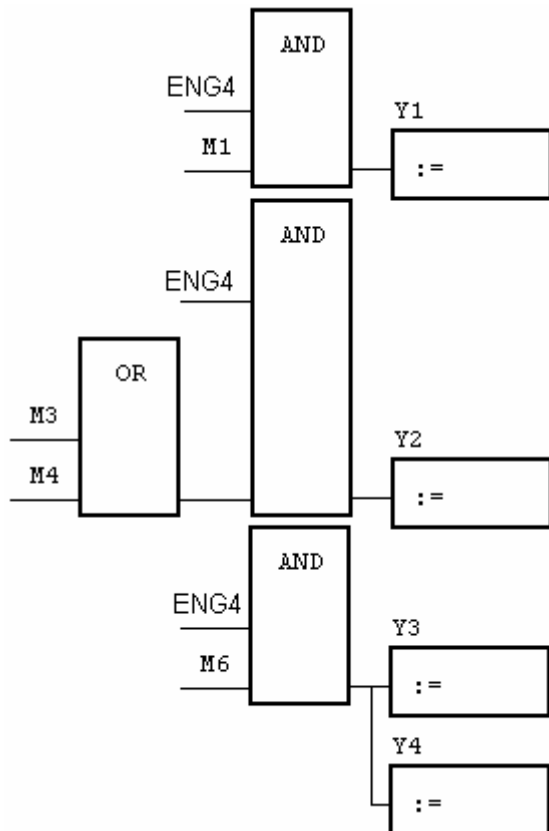 AND
ENG4
M1
Y1
:=
AND
ENG4
OR
M3
M4
Y2
:=
AND
ENG4
M6
Y3
:=
Y4
:=